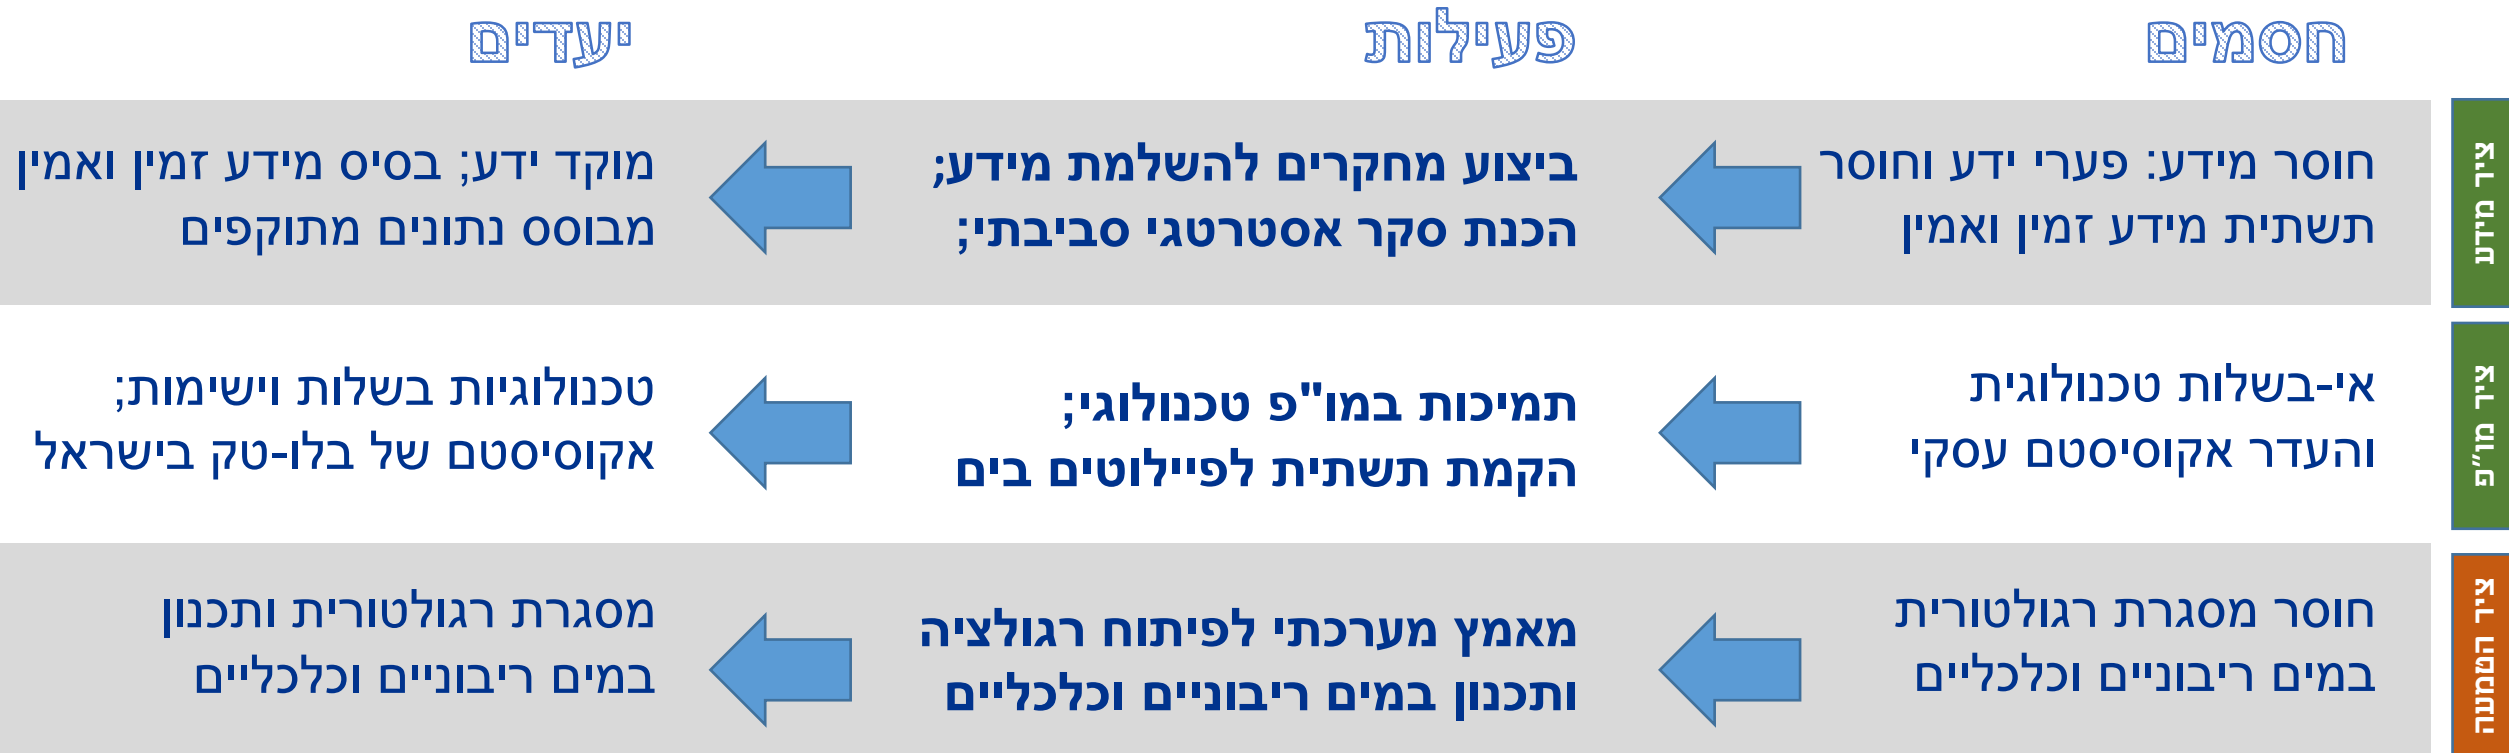 חסמים
פעילות
יעדים
ציר מידע
חוסר מידע: פערי ידע וחוסר
תשתית מידע זמין ואמין
ביצוע מחקרים להשלמת מידע;
הכנת סקר אסטרטגי סביבתי;
מוקד ידע; בסיס מידע זמין ואמין
מבוסס נתונים מתוקפים
ציר מו״פ
אי-בשלות טכנולוגית
והעדר אקוסיסטם עסקי
תמיכות במו"פ טכנולוגי;
הקמת תשתית לפיילוטים בים
טכנולוגיות בשלות וישימות;
אקוסיסטם של בלו-טק בישראל
ציר הממשלה
חוסר מסגרת רגולטורית
במים ריבוניים וכלכליים
מאמץ מערכתי לפיתוח רגולציה
ותכנון במים ריבוניים וכלכליים
מסגרת רגולטורית ותכנון
במים ריבוניים וכלכליים